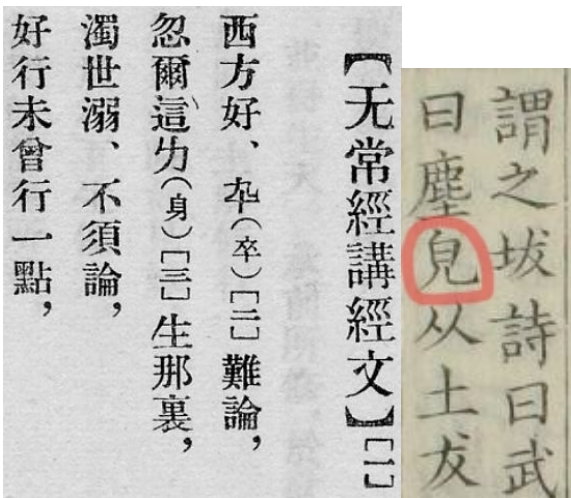 謂之坺詩曰武
曰塵皃从土犮
【无常經講經文】[一]
西方好、卆(卒)[二]難論，
忽爾這(身)[三]生那裏，
濁世溺、不須論，
好行未曾行一點，